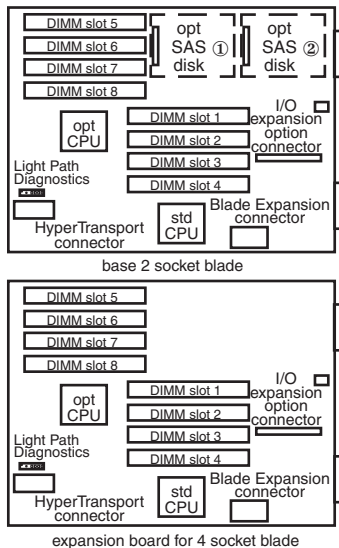 DIMM slot 5
DIMM slot 6
DIMM slot 7
DIMM slot 8
opt
SAS ①
disk
opt
SAS ②
disk
opt
CPU
DIMM slot 1
DIMM slot 2
DIMM slot 3
DIMM slot 4
I/O
expansion
option
connector
Light Path
Diagnostics
HyperTransport
connector
std
CPU
Blade Expansion
connector
base 2 socket blade
DIMM slot 5
DIMM slot 6
DIMM slot 7
DIMM slot 8
opt
CPU
DIMM slot 1
DIMM slot 2
DIMM slot 3
DIMM slot 4
I/O
expansion
option
connector
Light Path
Diagnostics
HyperTransport
connector
std
CPU
Blade Expansion
connector
expansion board for 4 socket blade